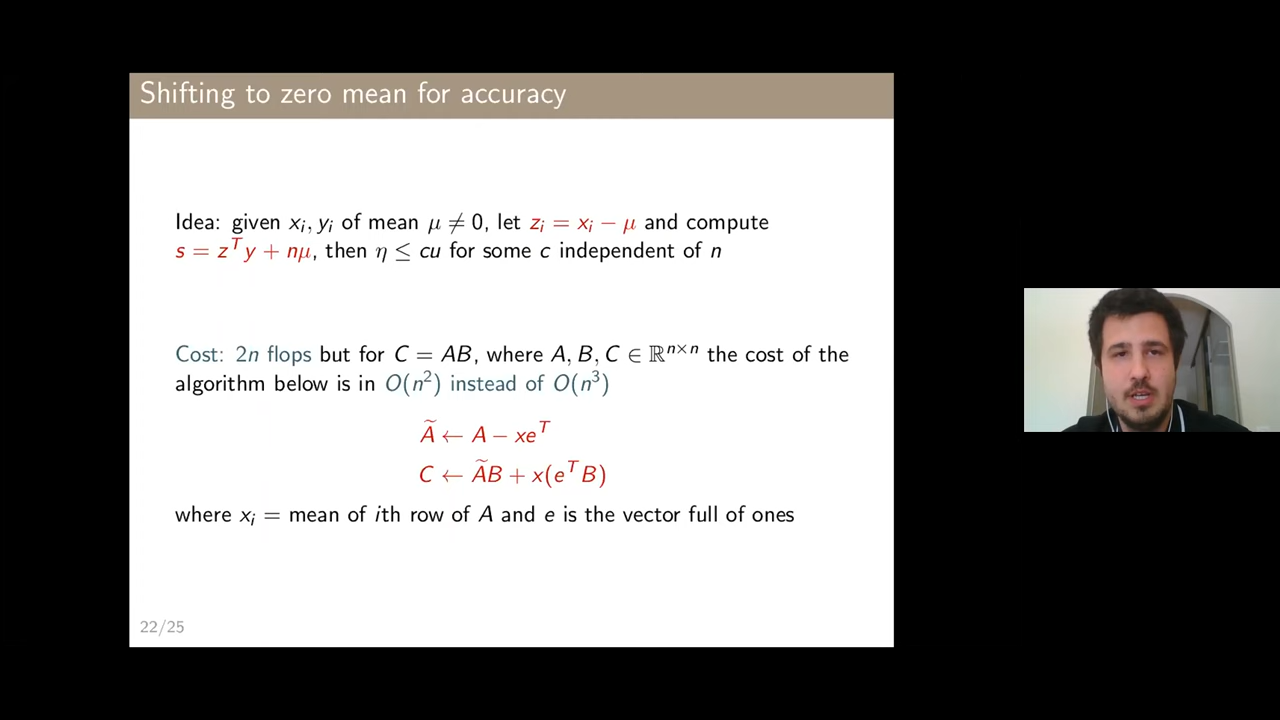 Shifting to zero mean for accuracy
Idea: given xᵢ, yᵢ of mean μ ≠ 0, let zᵢ = xᵢ − μ and compute
s = zᵀy + nμ, then η ≤ cu for some c independent of n
Cost: 2n flops but for C = AB, where A, B, C ∈ ℝⁿˣⁿ the cost of the
algorithm below is in O(n²) instead of O(n³)
Ã ← A − xeᵀ
C ← ÃB + x(eᵀB)
where xᵢ = mean of ith row of A and e is the vector full of ones
22/25